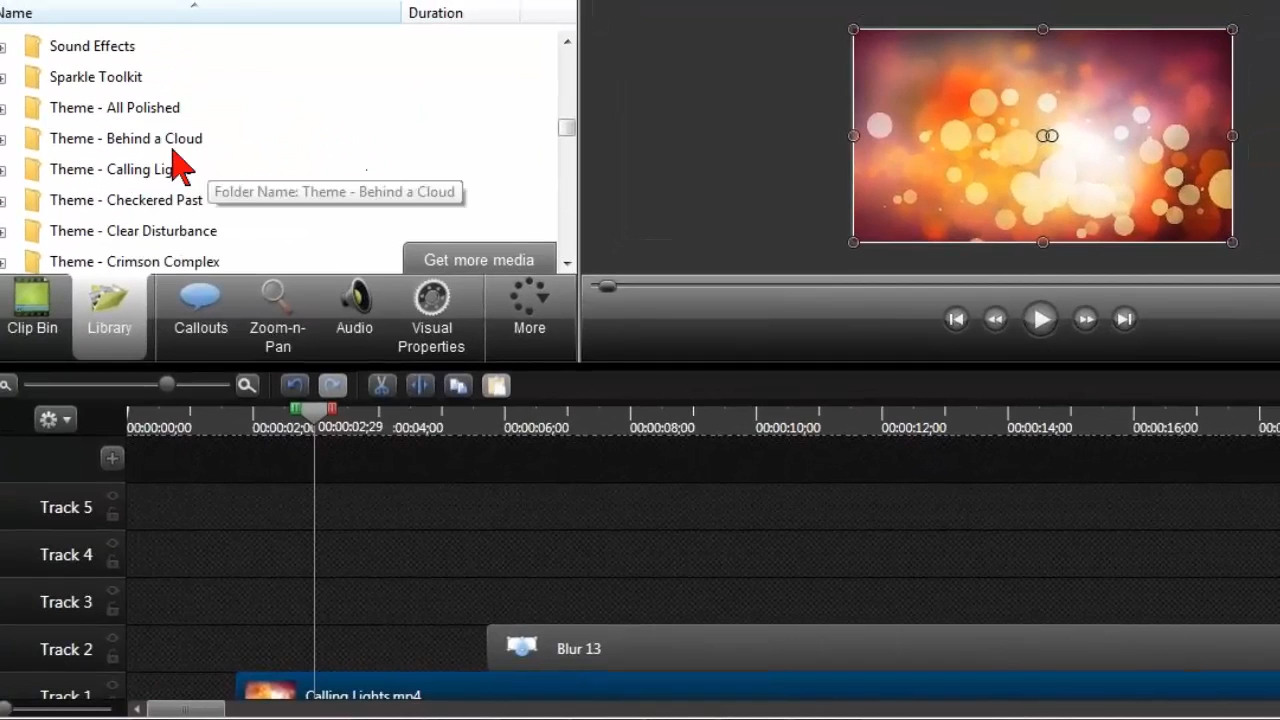 Name Duration
Sound Effects
Sparkle Toolkit
Theme - All Polished
Theme - Behind a Cloud
Theme - Calling Lig
Folder Name: Theme - Behind a Cloud
Theme - Checkered Past
Theme - Clear Disturbance
Theme - Crimson Complex
Get more media
Clip Bin Library Callouts Zoom-n-Pan Audio Visual Properties More
00:00:00;00 00:00:02;0 00:00:02;29 :00:04;00 00:00:06;00 00:00:08;00 00:00:10;00 00:00:12;00 00:00:14;00 00:00:16;00 00:0
Track 5
Track 4
Track 3
Track 2 Blur 13
Track 1 Calling Lights.mp4